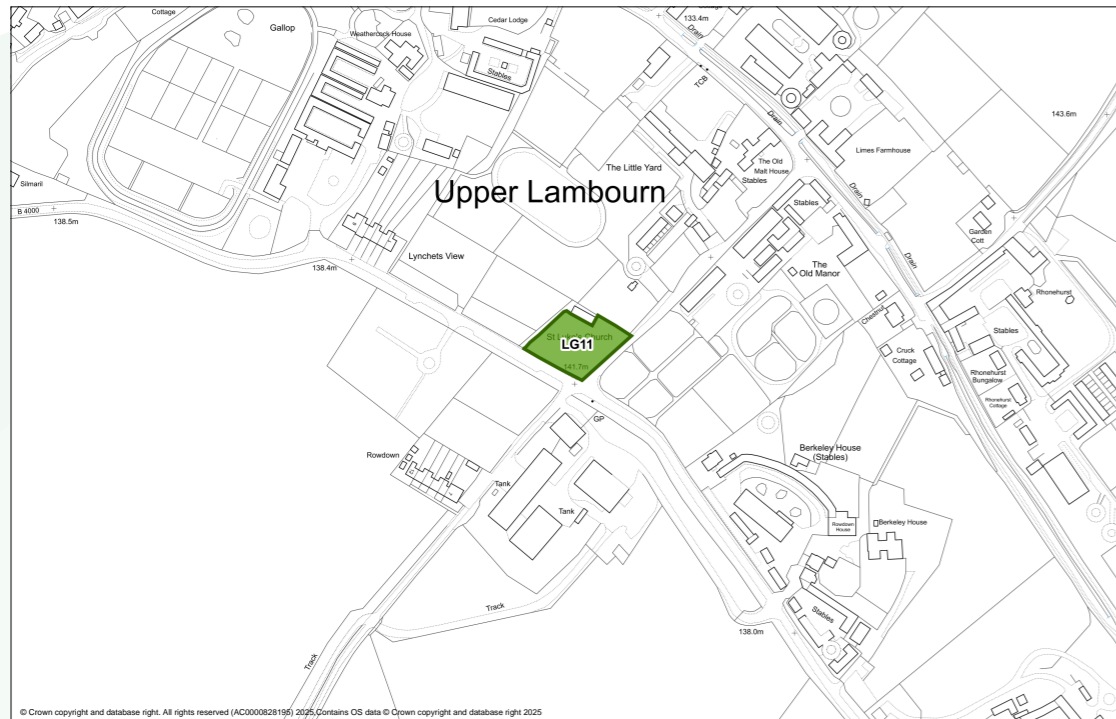 Cottage
Gallop
Weathercock House
Cedar Lodge
Stables
Cottage
133.4m
Drain
TCB
Drain
143.6m
Limes Farmhouse
The Old
Malt House
Stables
The Little Yard
Upper Lambourn
Stables
Drain
Drain
Silmaril
B 4000
138.5m
Lynchets View
138.4m
The
Old Manor
Garden
Cott
Rhonehurst
Stables
Chestnut
Cruck
Cottage
Rhonehurst
Bungalow
Rhonehurst
Cottage
St Luke's Church
LG11
141.7m
GP
Rowdown
Tank
Tank
Berkeley House
(Stables)
Rowdown
House
Berkeley House
Track
Track
Stables
138.0m
© Crown copyright and database right. All rights reserved (AC0000828195) 2025.Contains OS data © Crown copyright and database right 2025